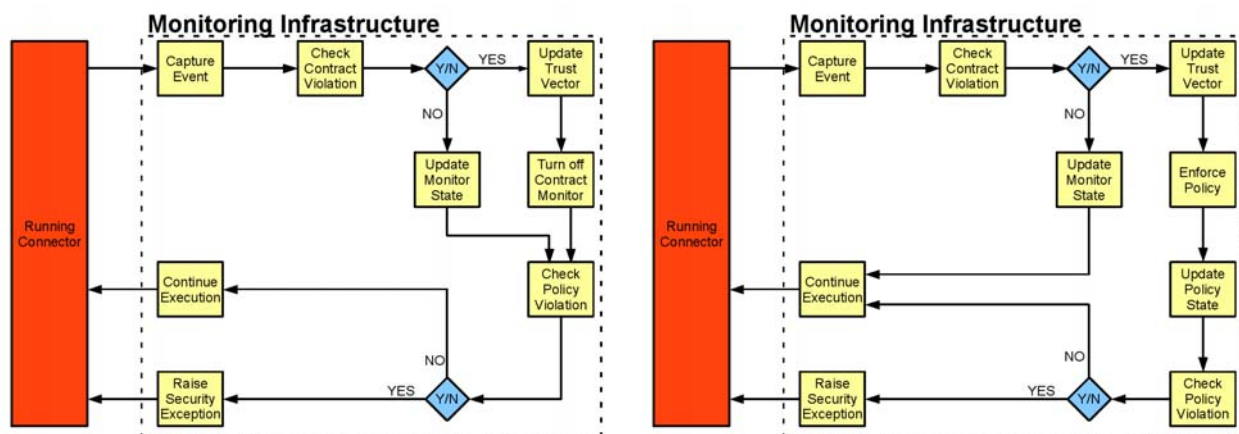 Monitoring Infrastructure
Capture
Event
Check
Contract
Violation
Y/N
YES
Update
Trust
Vector
NO
Update
Monitor
State
Turn off
Contract
Monitor
Running
Connector
Continue
Execution
Check
Policy
Violation
NO
Raise
Security
Exception
YES
Y/N
Monitoring Infrastructure
Capture
Event
Check
Contract
Violation
Y/N
YES
Update
Trust
Vector
NO
Update
Monitor
State
Enforce
Policy
Running
Connector
Continue
Execution
Update
Policy
State
NO
Raise
Security
Exception
YES
Y/N
Check
Policy
Violation